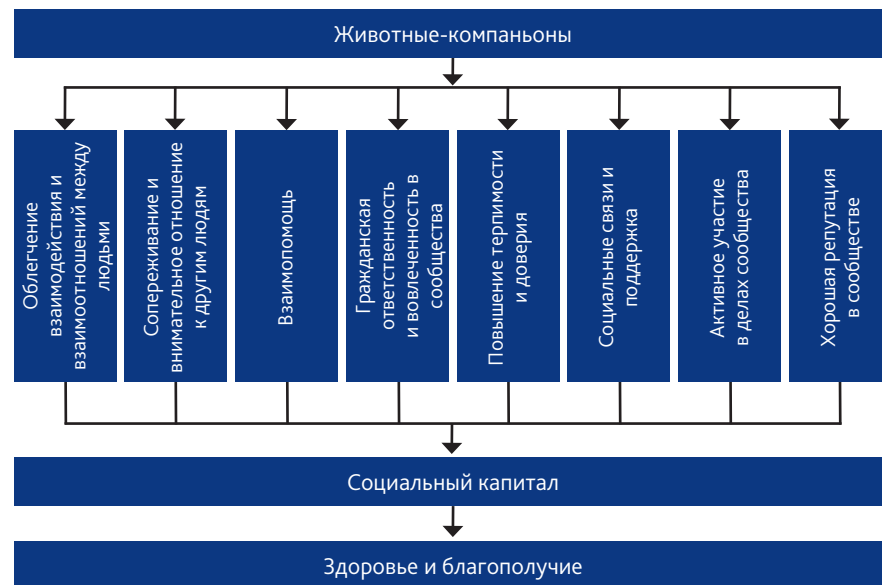 Животные-компаньоны
Облегчение
взаимодействия и
взаимоотношений между
людьми
Сопереживание и
внимательное отношение
к другим людям
Взаимопомощь
Гражданская
ответственность
и вовлеченность в
сообщества
Повышение терпимости
и доверия
Социальные связи и
поддержка
Активное участие
в делах сообщества
Хорошая репутация
в сообществе
Социальный капитал
Здоровье и благополучие